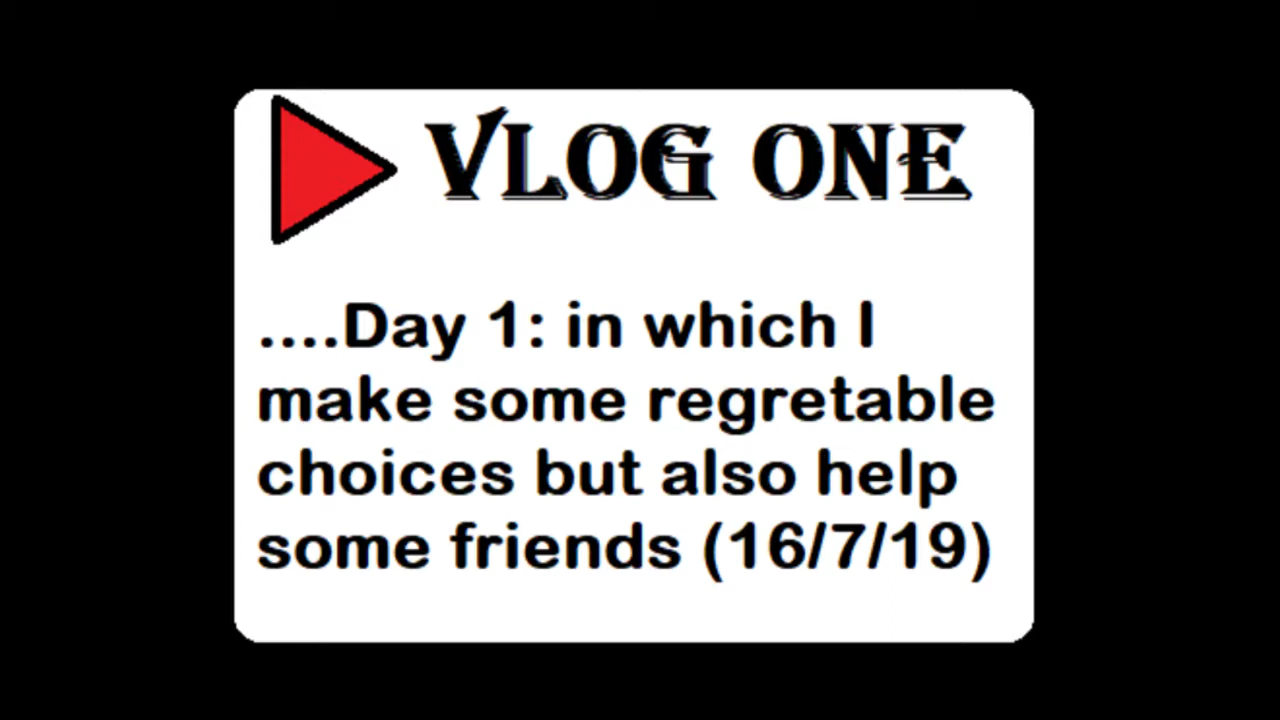 VLOG ONE
....Day 1: in which I
make some regretable
choices but also help
some friends (16/7/19)